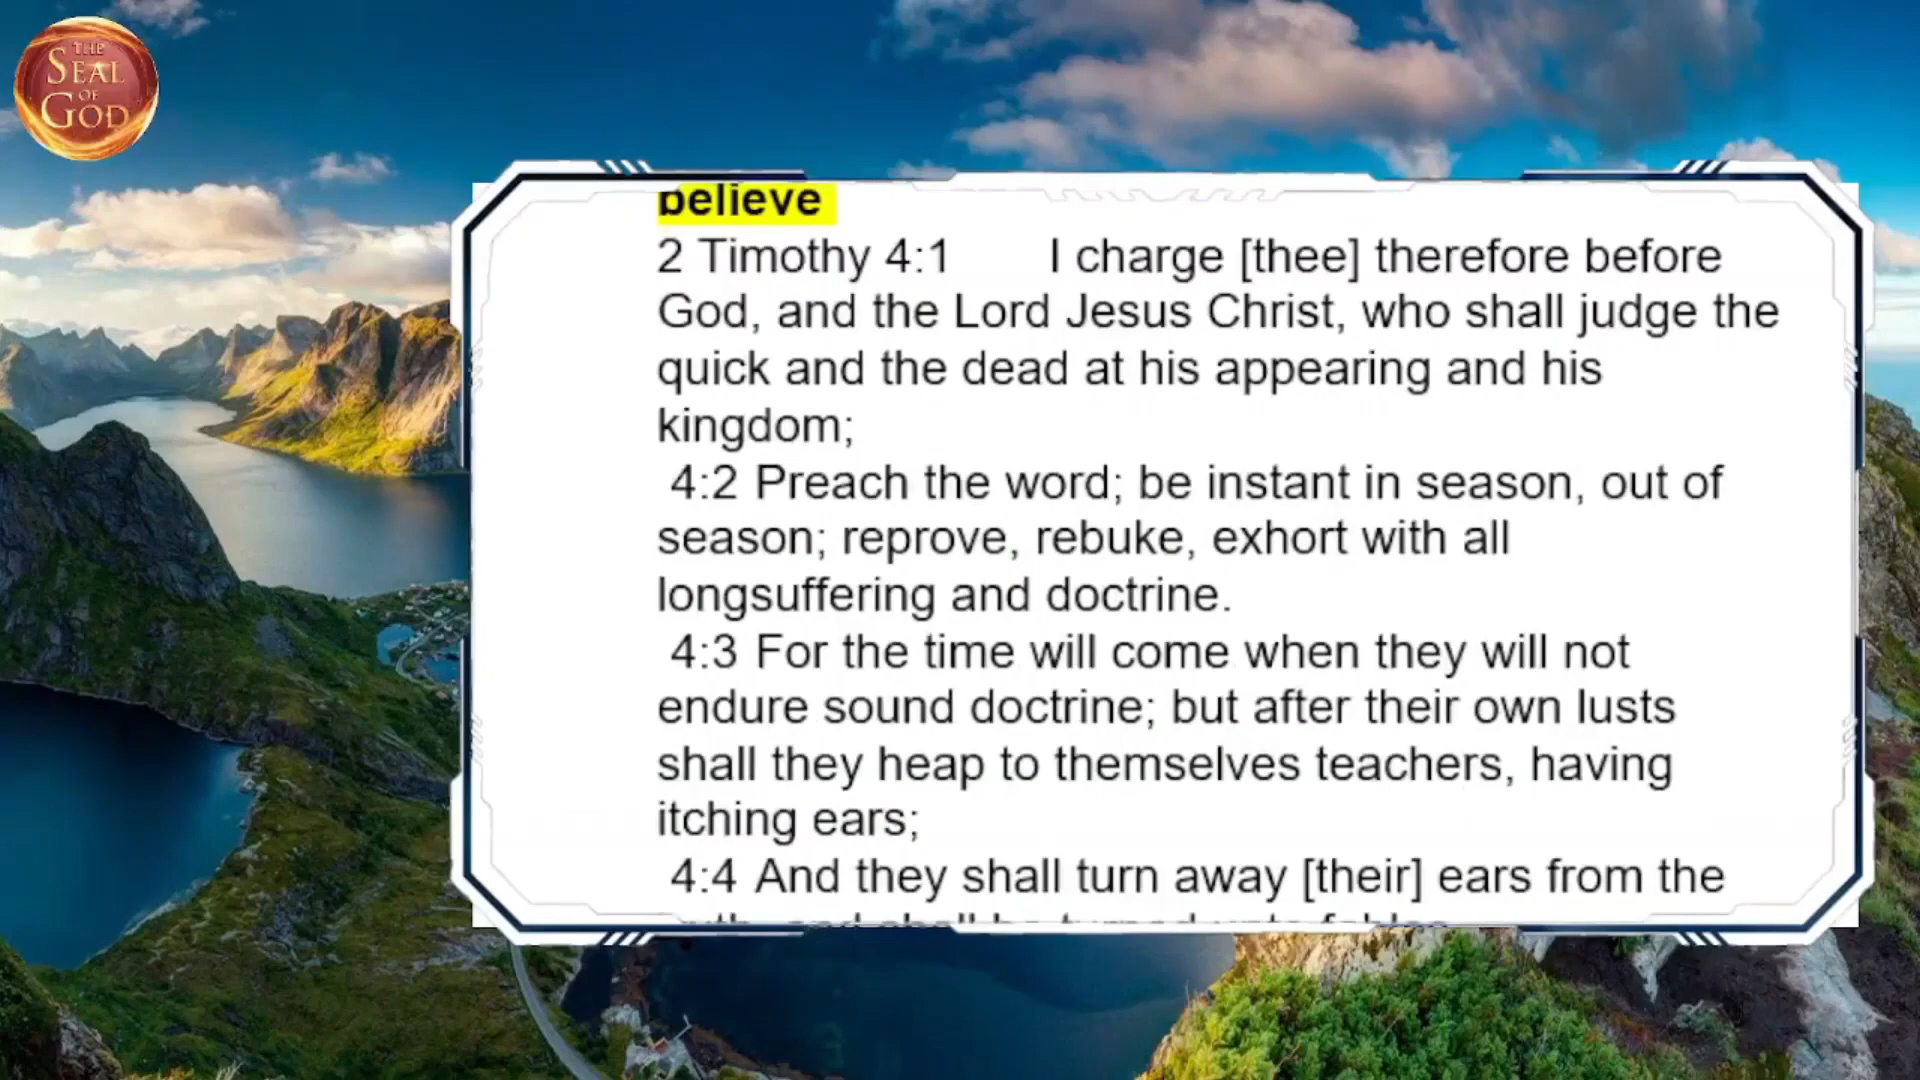 THE
SEAL
OF
GOD
believe
2 Timothy 4:1 I charge [thee] therefore before
God, and the Lord Jesus Christ, who shall judge the
quick and the dead at his appearing and his
kingdom;
4:2 Preach the word; be instant in season, out of
season; reprove, rebuke, exhort with all
longsuffering and doctrine.
4:3 For the time will come when they will not
endure sound doctrine; but after their own lusts
shall they heap to themselves teachers, having
itching ears;
4:4 And they shall turn away [their] ears from the